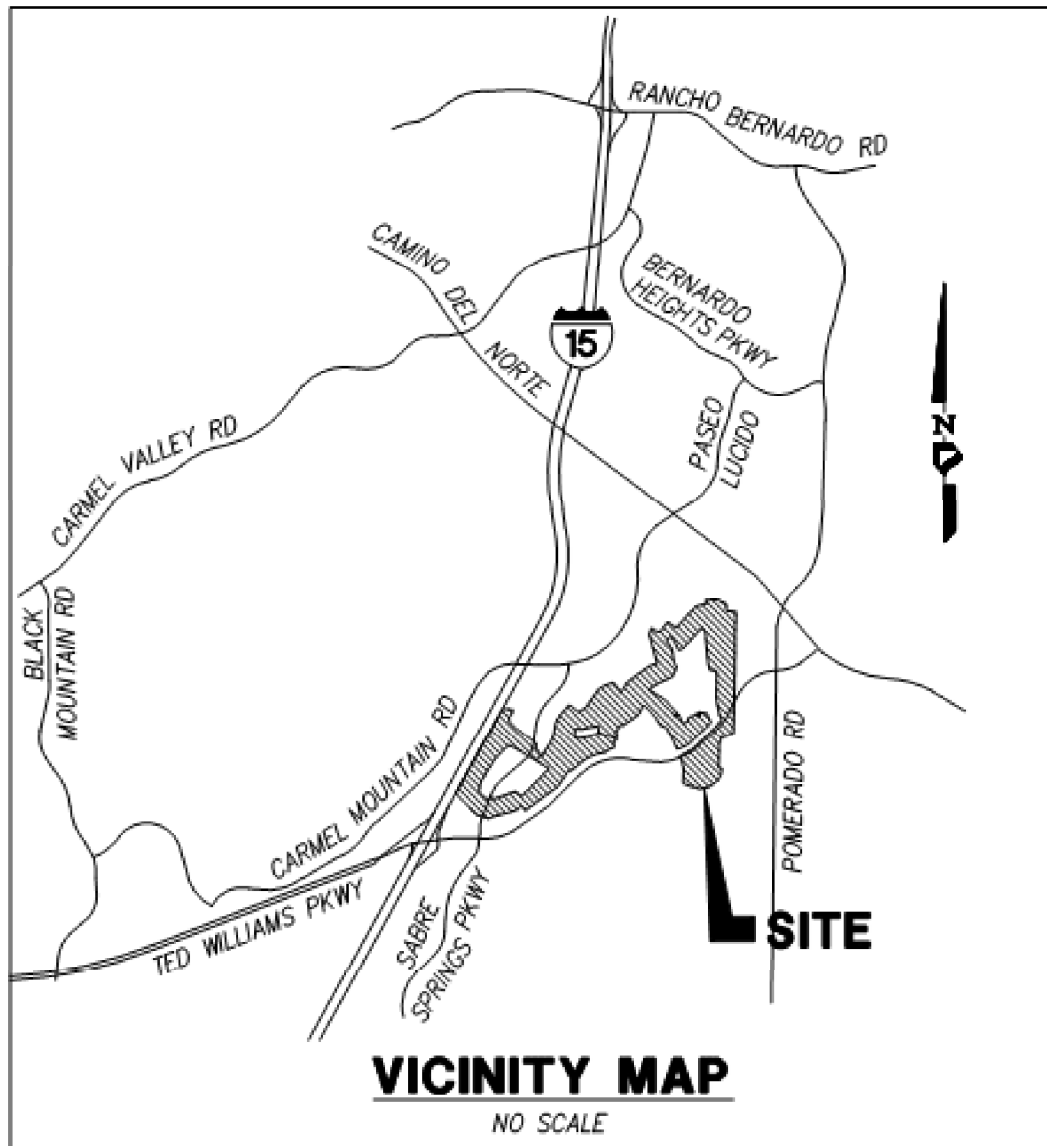 RANCHO BERNARDO RD
CAMINO DEL NORTE
BERNARDO
HEIGHTS PKWY
15
PASEO
LUCIDO
CARMEL VALLEY RD
N
BLACK
MOUNTAIN RD
CARMEL MOUNTAIN RD
POMERADO RD
TED WILLIAMS PKWY
SABRE
SPRINGS PKWY
SITE
VICINITY MAP
NO SCALE